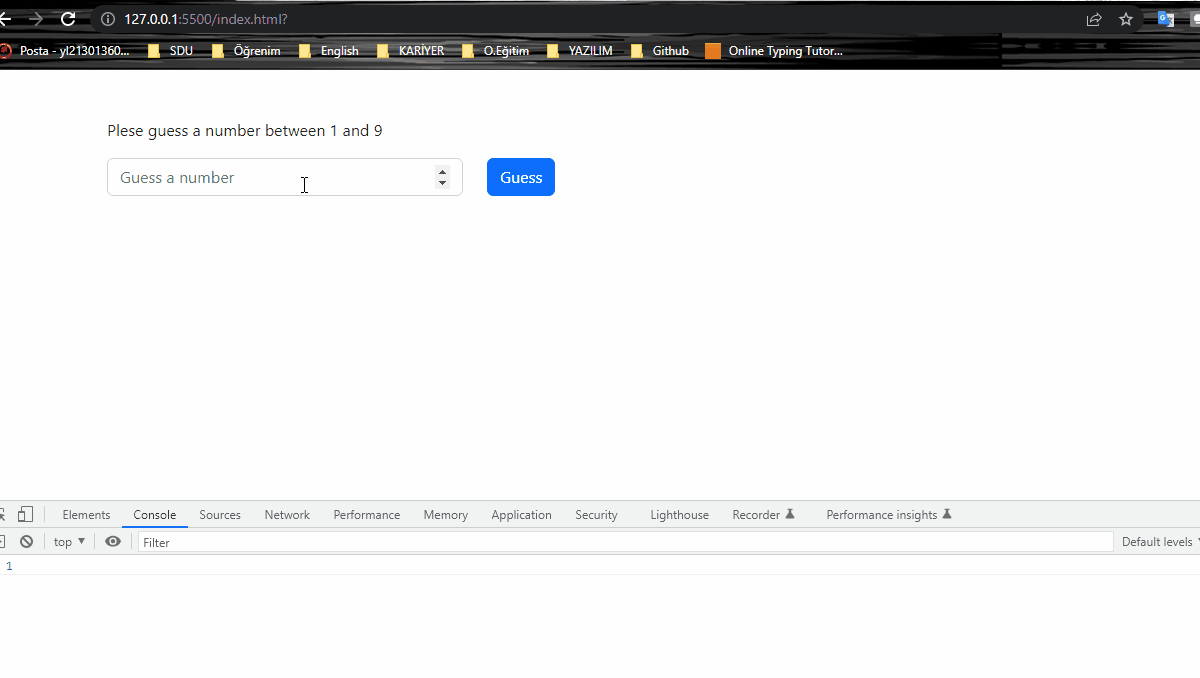 127.0.0.1:5500/index.html?
Posta - yl21301360... SDU Öğrenim English KARİYER O.Eğitim YAZILIM Github Online Typing Tutor...
Plese guess a number between 1 and 9
Guess a number Guess
Elements Console Sources Network Performance Memory Application Security Lighthouse Recorder Performance insights
top Filter Default levels
1